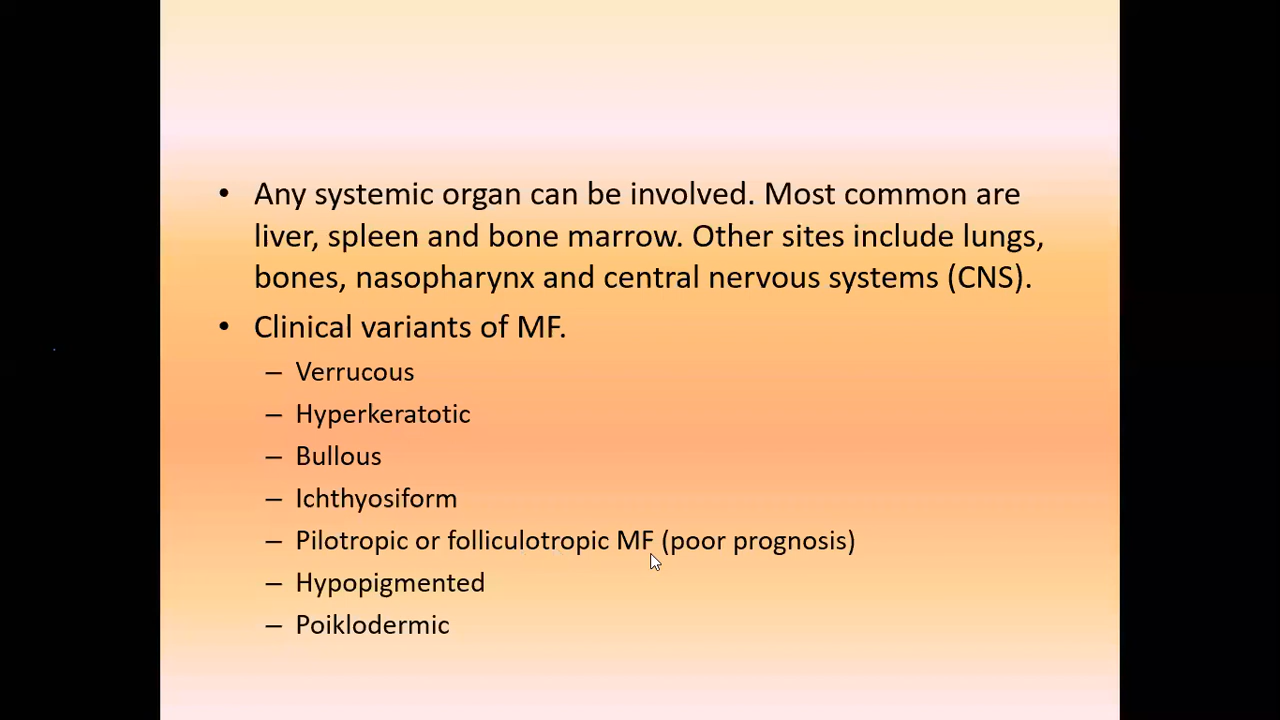 • Any systemic organ can be involved. Most common are
liver, spleen and bone marrow. Other sites include lungs,
bones, nasopharynx and central nervous systems (CNS).
• Clinical variants of MF.
– Verrucous
– Hyperkeratotic
– Bullous
– Ichthyosiform
– Pilotropic or folliculotropic MF (poor prognosis)
– Hypopigmented
– Poiklodermic